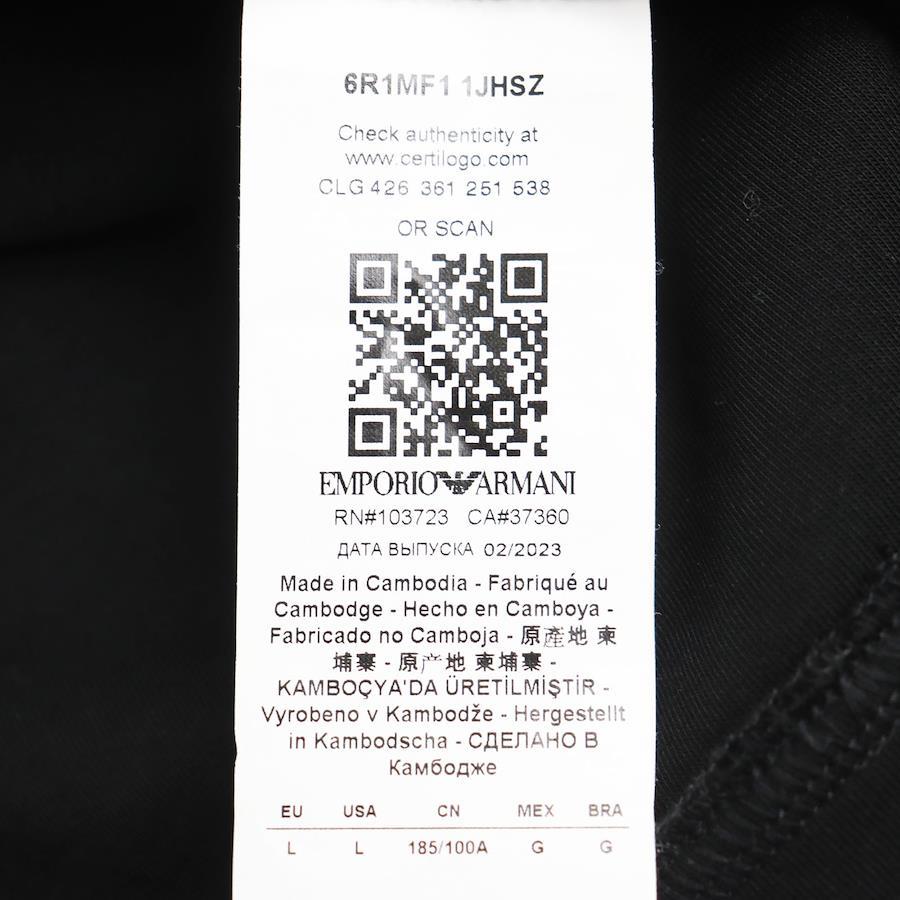 6R1MF1 1JHSZ
Check authenticity at
www.certilogo.com
CLG 426 361 251 538
OR SCAN
EMPORIO ARMANI
RN#103723 CA#37360
ДАТА ВЫПУСКА 02/2023
Made in Cambodia - Fabriqué au
Cambodge - Hecho en Camboya -
Fabricado no Camboja - 原產地 柬
埔寨 - 原产地 柬埔寨 -
KAMBOÇYA'DA ÜRETİLMİŞTİR -
Vyrobeno v Kambodže - Hergestellt
in Kambodscha - СДЕЛАНО В
Камбодже
EU USA CN MEX BRA
L L 185/100A G G